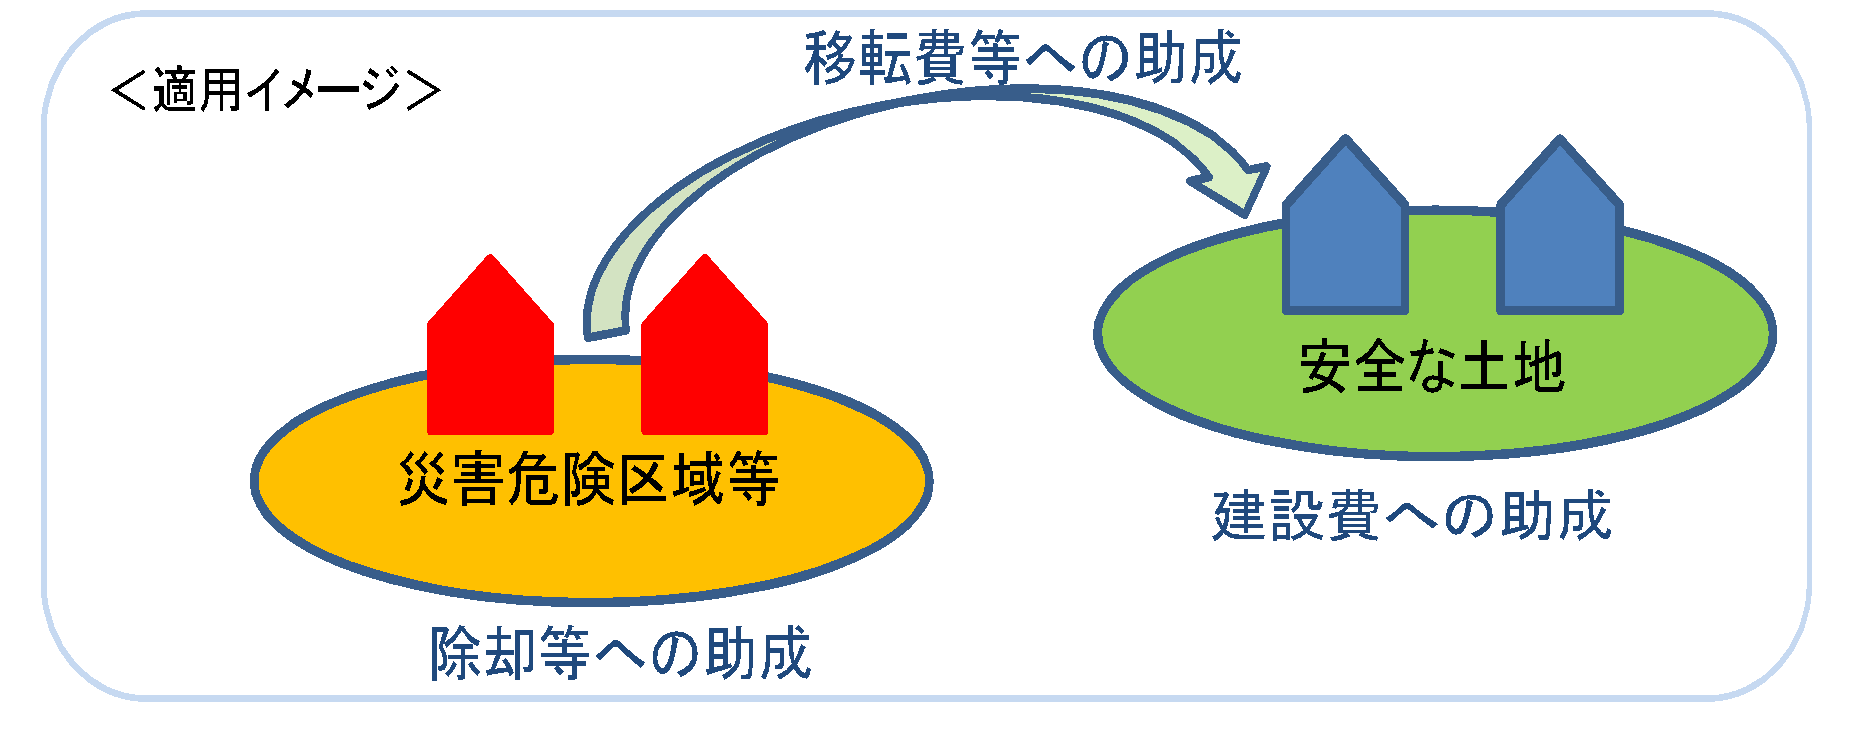 ＜適用イメージ＞
移転費等への助成
安全な土地
災害危険区域等
建設費への助成
除却等への助成